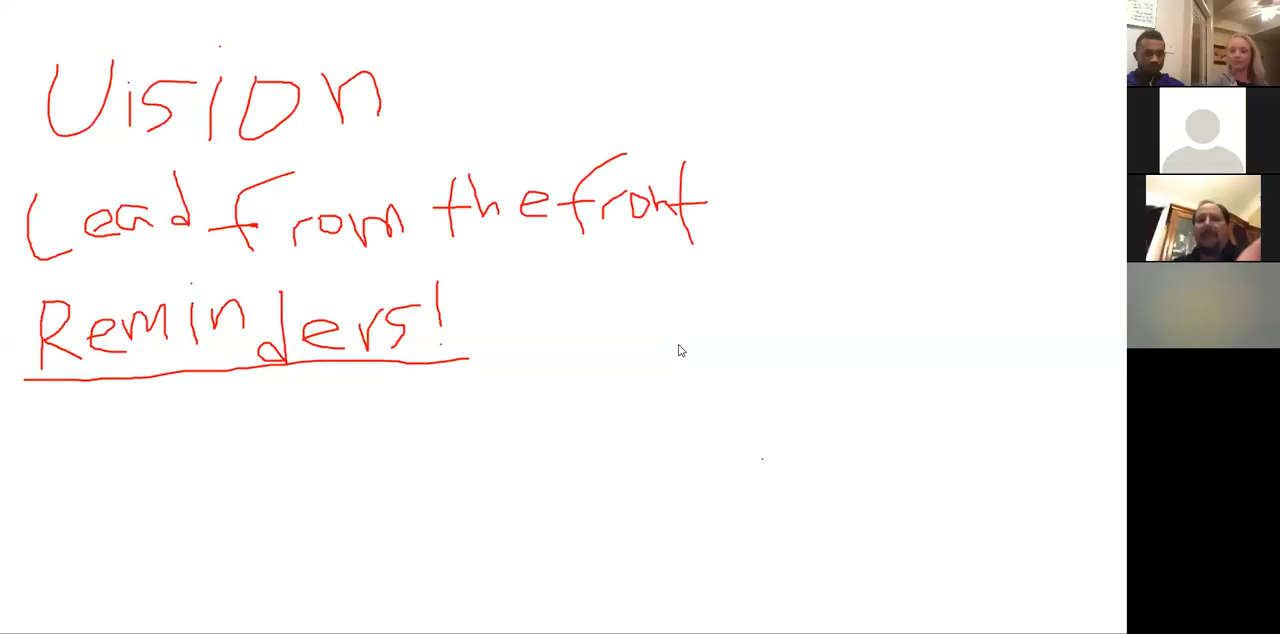 Vision
Lead from the front
Reminders!